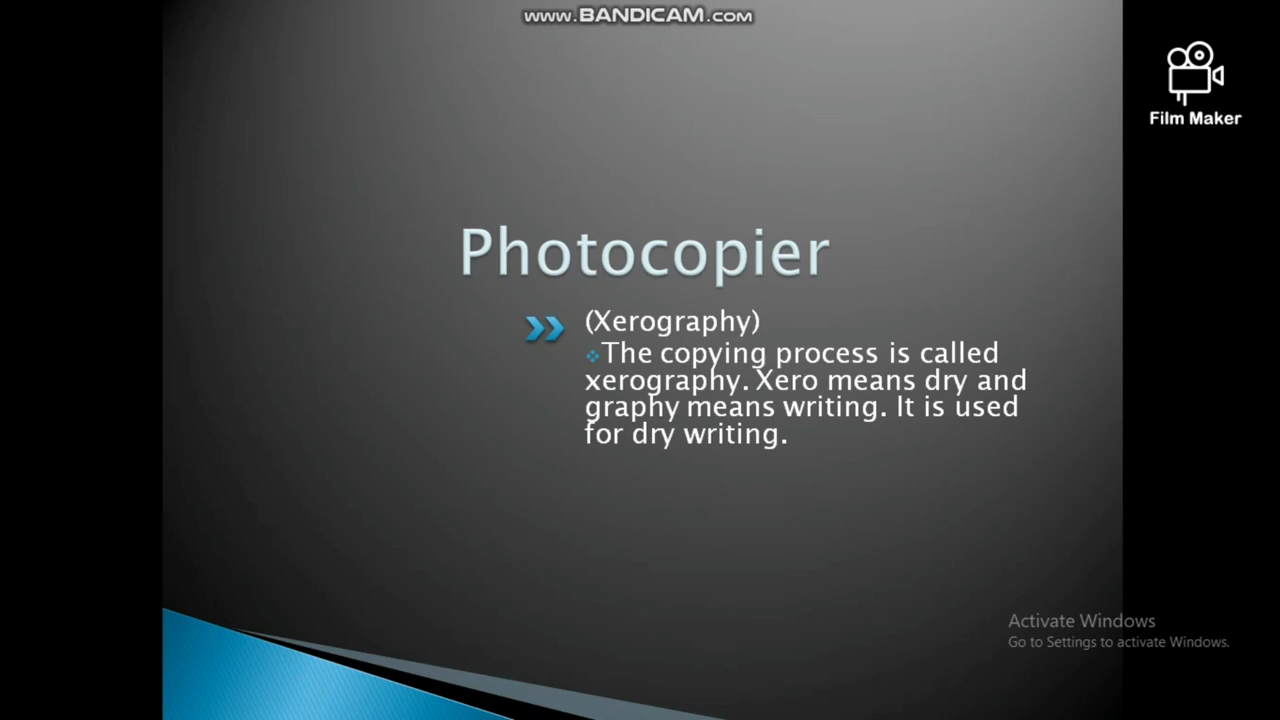 www.BANDICAM.com
Film Maker
Photocopier
(Xerography)
The copying process is called
xerography. Xero means dry and
graphy means writing. It is used
for dry writing.
Activate Windows
Go to Settings to activate Windows.